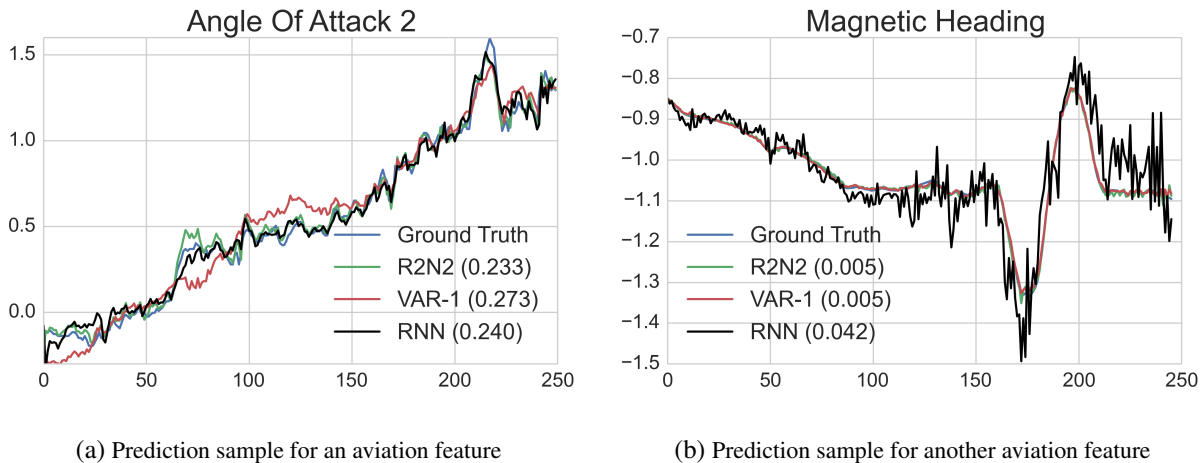 Angle Of Attack 2
1.5
1.0
0.5
0.0
0 50 100 150 200 250
Ground Truth
R2N2 (0.233)
VAR-1 (0.273)
RNN (0.240)
(a) Prediction sample for an aviation feature
Magnetic Heading
−0.7
−0.8
−0.9
−1.0
−1.1
−1.2
−1.3
−1.4
−1.5
0 50 100 150 200 250
Ground Truth
R2N2 (0.005)
VAR-1 (0.005)
RNN (0.042)
(b) Prediction sample for another aviation feature